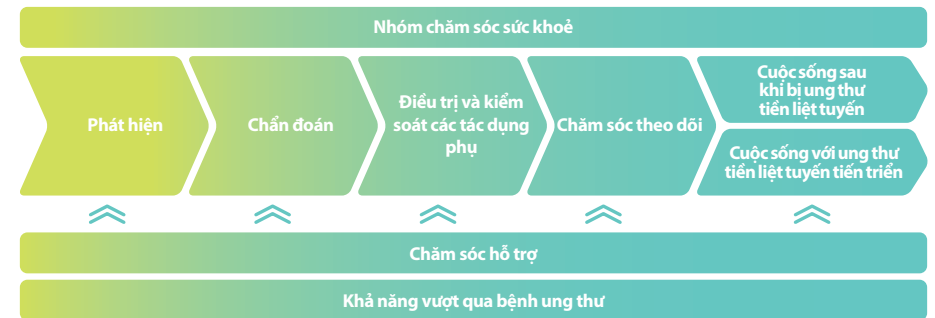 Nhóm chăm sóc sức khoẻ
Phát hiện
Chẩn đoán
Điều trị và kiểm
soát các tác dụng
phụ
Chăm sóc theo dõi
Cuộc sống sau
khi bị ung thư
tiền liệt tuyến
Cuộc sống với ung thư
tiền liệt tuyến tiến triển
Chăm sóc hỗ trợ
Khả năng vượt qua bệnh ung thư